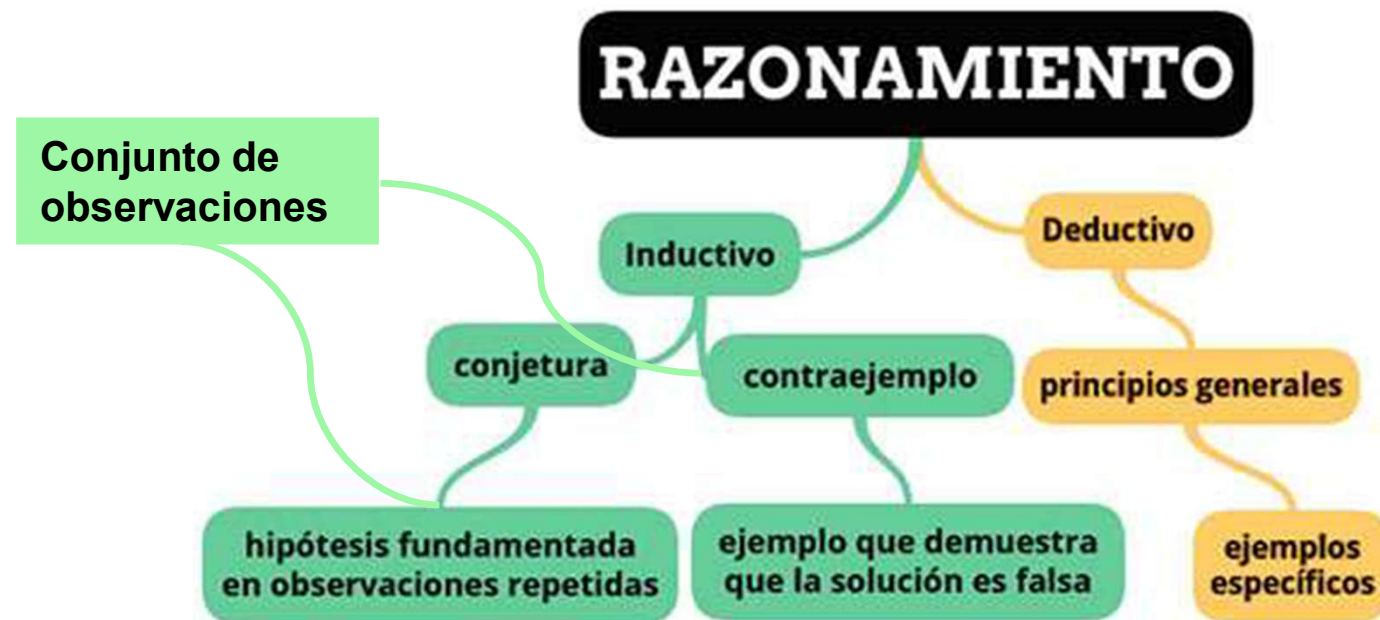 RAZONAMIENTO
Conjunto de
observaciones
Inductivo
Deductivo
conjetura
contraejemplo
principios generales
hipótesis fundamentada
en observaciones repetidas
ejemplo que demuestra
que la solución es falsa
ejemplos
específicos